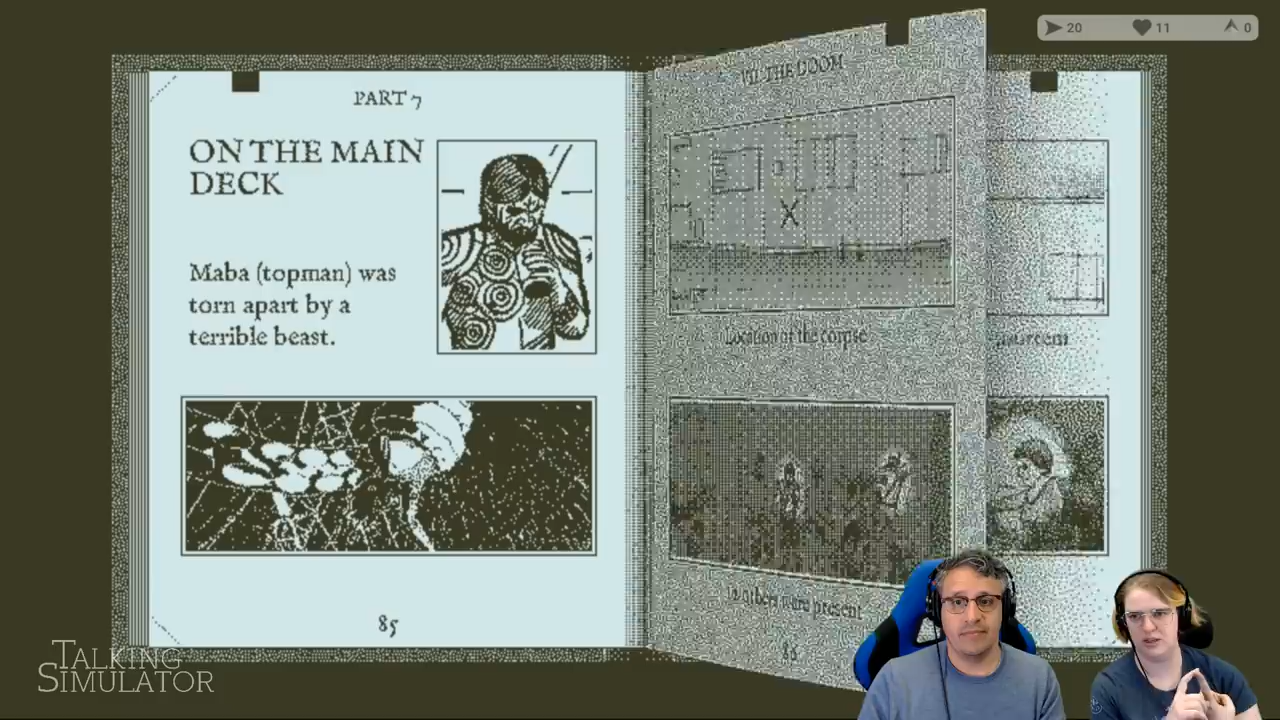 20
11
0
PART 7
ON THE MAIN
DECK
Maba (topman) was
torn apart by a
terrible beast.
85
VII. THE DOOM
X
Location of the corpse
others were present
86
TALKING
SIMULATOR